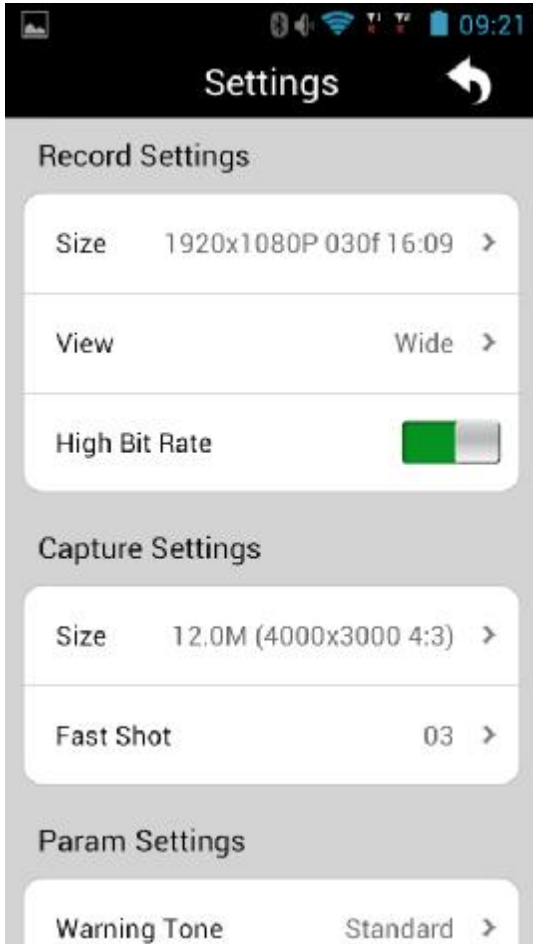 09:21
Settings
Record Settings
Size 1920x1080P 030f 16:09
View Wide
High Bit Rate
Capture Settings
Size 12.0M (4000x3000 4:3)
Fast Shot 03
Param Settings
Warning Tone Standard